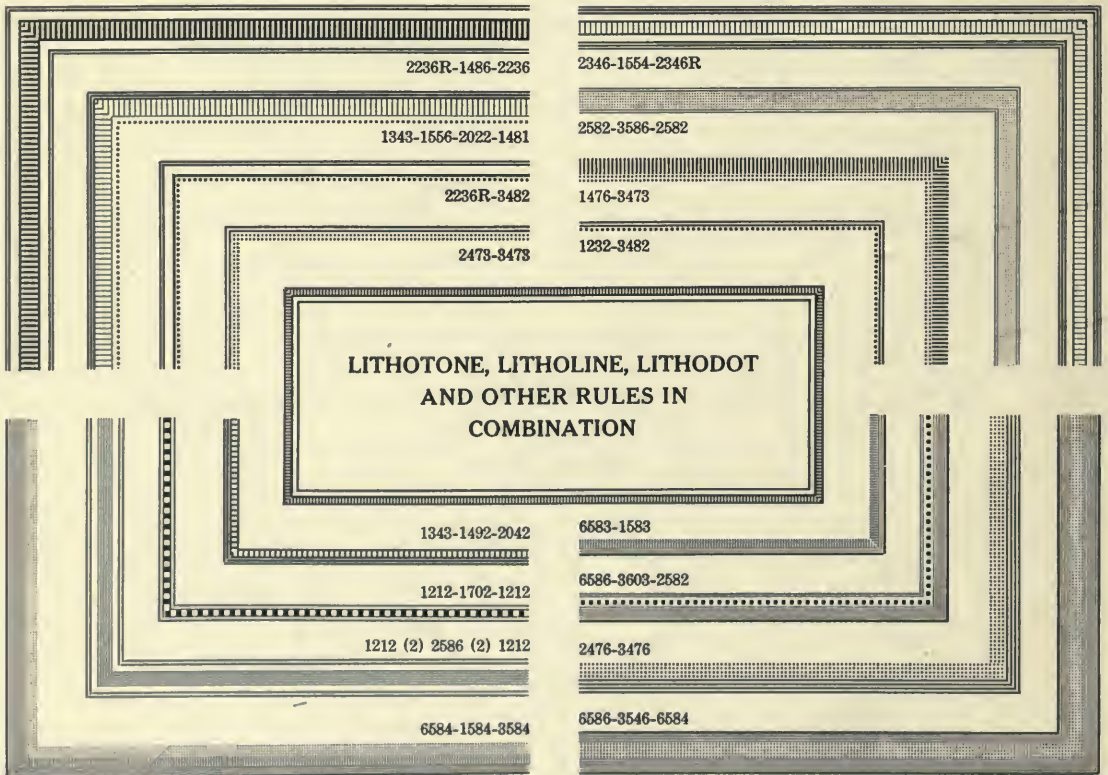 2236R-1486-2236
2346-1554-2346R
1343-1556-2022-1481
2582-3586-2582
2236R-3482
1476-3473
2473-3473
1232-3482
LITHOTONE, LITHOLINE, LITHODOT
AND OTHER RULES IN
COMBINATION
1343-1492-2042
6583-1583
1212-1702-1212
6586-3603-2582
1212 (2) 2586 (2) 1212
2476-3476
6584-1584-3584
6586-3546-6584